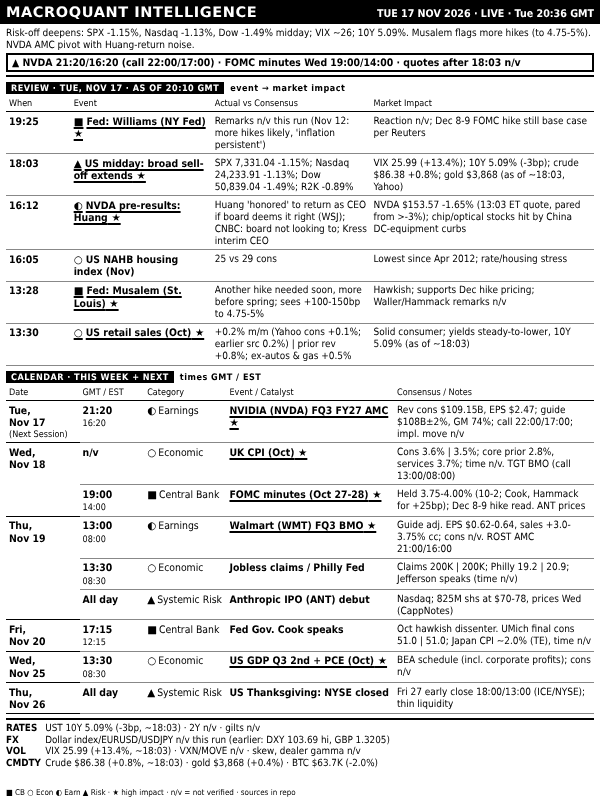 MACROQUANT INTELLIGENCE TUE 17 NOV 2026 · LIVE · Tue 20:36 GMT
Risk-off deepens: SPX -1.15%, Nasdaq -1.13%, Dow -1.49% midday; VIX ~26; 10Y 5.09%. Musalem flags more hikes (to 4.75-5%).
NVDA AMC pivot with Huang-return noise.
▲ NVDA 21:20/16:20 (call 22:00/17:00) · FOMC minutes Wed 19:00/14:00 · quotes after 18:03 n/v
REVIEW · TUE, NOV 17 · AS OF 20:10 GMT event → market impact
When Event Actual vs Consensus Market Impact
19:25 ■ Fed: Williams (NY Fed) Remarks n/v this run (Nov 12: Reaction n/v; Dec 8-9 FOMC hike still base case
★ more hikes likely, 'inflation per Reuters
persistent')
18:03 ▲ US midday: broad sell- SPX 7,331.04 -1.15%; Nasdaq VIX 25.99 (+13.4%); 10Y 5.09% (-3bp); crude
off extends ★ 24,233.91 -1.13%; Dow $86.38 +0.8%; gold $3,868 (as of ~18:03,
50,839.04 -1.49%; R2K -0.89% Yahoo)
16:12 ◐ NVDA pre-results: Huang 'honored' to return as CEO NVDA $153.57 -1.65% (13:03 ET quote, pared
Huang ★ if board deems it right (WSJ); from >-3%); chip/optical stocks hit by China
CNBC: board not looking to; Kress DC-equipment curbs
interim CEO
16:05 ○ US NAHB housing 25 vs 29 cons Lowest since Apr 2012; rate/housing stress
index (Nov)
13:28 ■ Fed: Musalem (St. Another hike needed soon, more Hawkish; supports Dec hike pricing;
Louis) ★ before spring; sees +100-150bp Waller/Hammack remarks n/v
to 4.75-5%
13:30 ○ US retail sales (Oct) ★ +0.2% m/m (Yahoo cons +0.1%; Solid consumer; yields steady-to-lower, 10Y
earlier src 0.2%) | prior rev 5.09% (as of ~18:03)
+0.8%; ex-autos & gas +0.5%
CALENDAR · THIS WEEK + NEXT times GMT / EST
Date GMT / EST Category Event / Catalyst Consensus / Notes
Tue, 21:20 ◐ Earnings NVIDIA (NVDA) FQ3 FY27 AMC Rev cons $109.15B, EPS $2.47; guide
Nov 17 16:20 ★ $108B±2%, GM 74%; call 22:00/17:00;
(Next Session) impl. move n/v
Wed, n/v ○ Economic UK CPI (Oct) ★ Cons 3.6% | 3.5%; core prior 2.8%,
Nov 18 services 3.7%; time n/v. TGT BMO (call
13:00/08:00)
19:00 ■ Central Bank FOMC minutes (Oct 27-28) ★ Held 3.75-4.00% (10-2; Cook, Hammack
14:00 for +25bp); Dec 8-9 hike read. ANT prices
Thu, 13:00 ◐ Earnings Walmart (WMT) FQ3 BMO ★ Guide adj. EPS $0.62-0.64, sales +3.0-
Nov 19 08:00 3.75% cc; cons n/v. ROST AMC
21:00/16:00
13:30 ○ Economic Jobless claims / Philly Fed Claims 200K | 200K; Philly 19.2 | 20.9;
08:30 Jefferson speaks (time n/v)
All day ▲ Systemic Risk Anthropic IPO (ANT) debut Nasdaq; 825M shs at $70-78, prices Wed
(CappNotes)
Fri, 17:15 ■ Central Bank Fed Gov. Cook speaks Oct hawkish dissenter. UMich final cons
Nov 20 12:15 51.0 | 51.0; Japan CPI ~2.0% (TE), time n/v
Wed, 13:30 ○ Economic US GDP Q3 2nd + PCE (Oct) ★ BEA schedule (incl. corporate profits); cons
Nov 25 08:30 n/v
Thu, All day ▲ Systemic Risk US Thanksgiving: NYSE closed Fri 27 early close 18:00/13:00 (ICE/NYSE);
Nov 26 thin liquidity
RATES UST 10Y 5.09% (-3bp, ~18:03) · 2Y n/v · gilts n/v
FX Dollar index/EURUSD/USDJPY n/v this run (earlier: DXY 103.69 hi, GBP 1.3205)
VOL VIX 25.99 (+13.4%, ~18:03) · VXN/MOVE n/v · skew, dealer gamma n/v
CMDTY Crude $86.38 (+0.8%, ~18:03) · gold $3,868 (+0.4%) · BTC $63.7K (-2.0%)
■ CB ○ Econ ◐ Earn ▲ Risk · ★ high impact · n/v = not verified · sources in repo